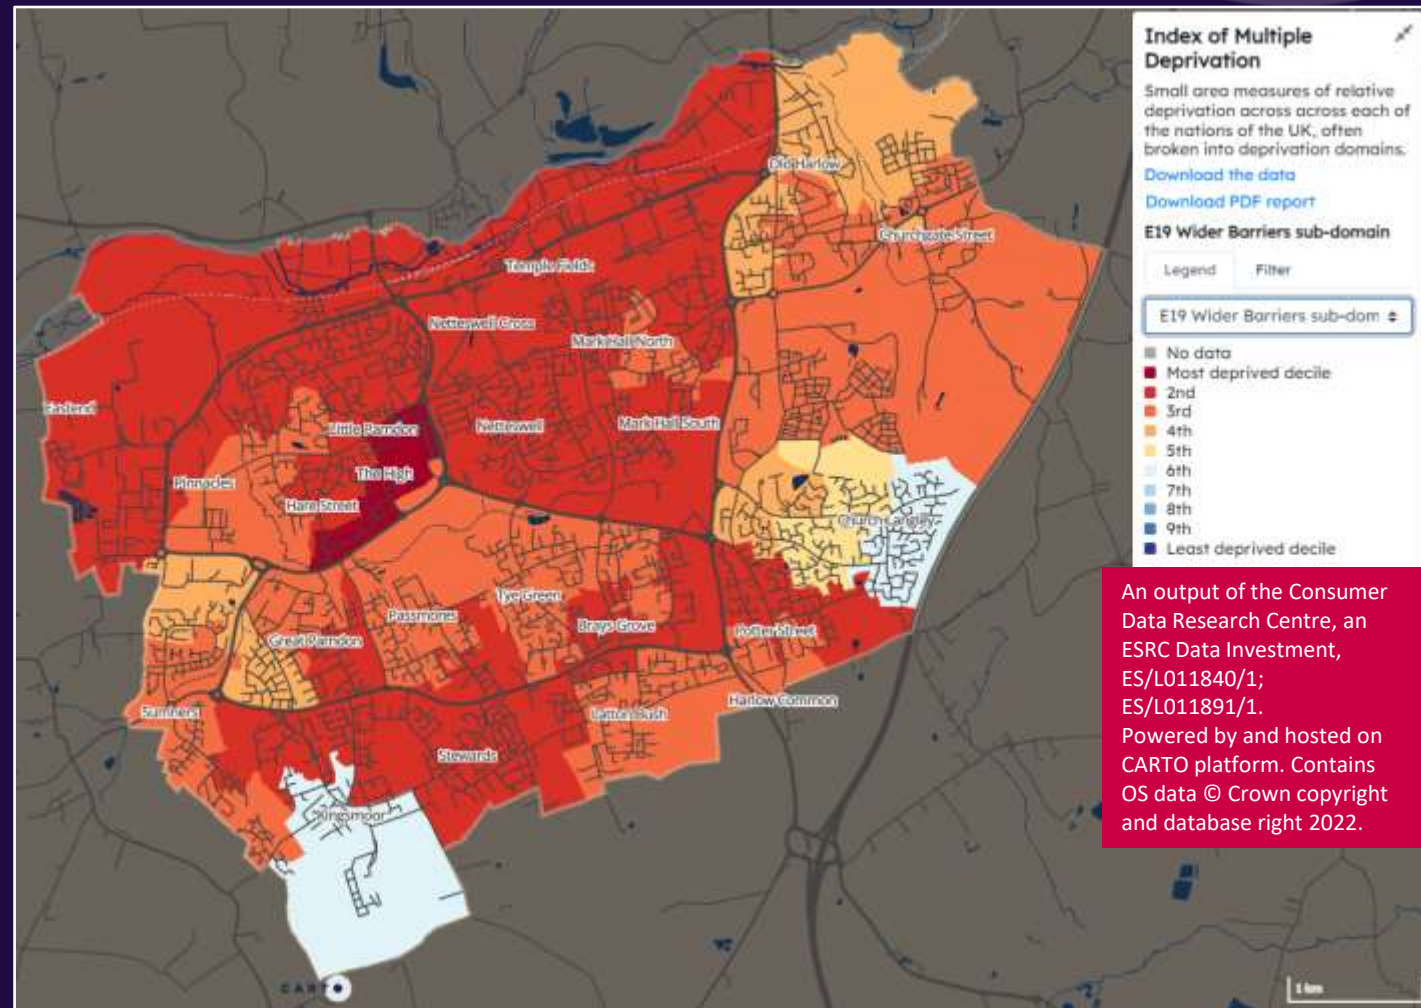 Index of Multiple
Deprivation
Small area measures of relative
deprivation across across each of
the nations of the UK, often
broken into deprivation domains.
Download the data
Download PDF report
E19 Wider Barriers sub-domain
Legend Filter
E19 Wider Barriers sub-dom
No data
Most deprived decile
2nd
3rd
4th
5th
6th
7th
8th
9th
Least deprived decile
An output of the Consumer
Data Research Centre, an
ESRC Data Investment,
ES/L011840/1;
ES/L011891/1.
Powered by and hosted on
CARTO platform. Contains
OS data © Crown copyright
and database right 2022.
Old Harlow
Churchgate Street
Temple Fields
Netteswell Cross
Mark Hall North
Eastend
Little Parndon
Netteswell
Mark Hall South
The High
Pinnacles
Hare Street
Church Langley
Tye Green
Passmores
Brays Grove
Potter Street
Great Parndon
Harlow Common
Sumners
Latton Bush
Stewards
Kingsmoor
CARTO
1 km